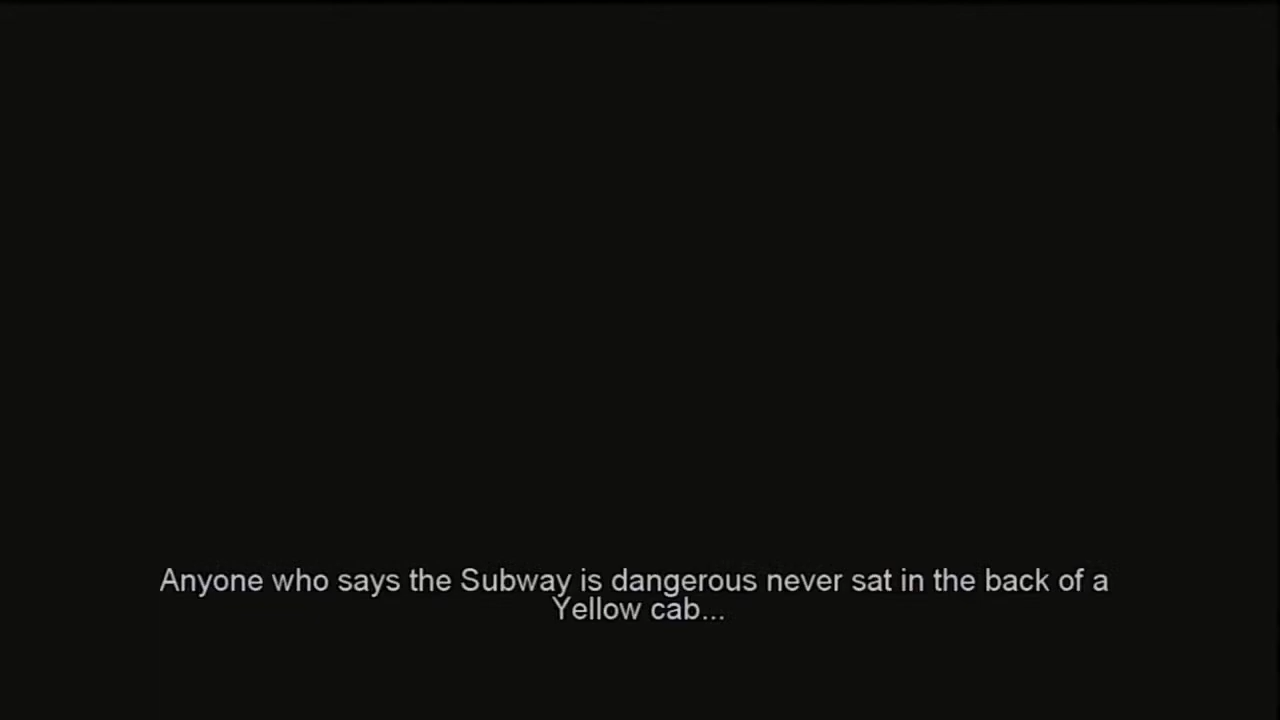 Anyone who says the Subway is dangerous never sat in the back of a
Yellow cab...